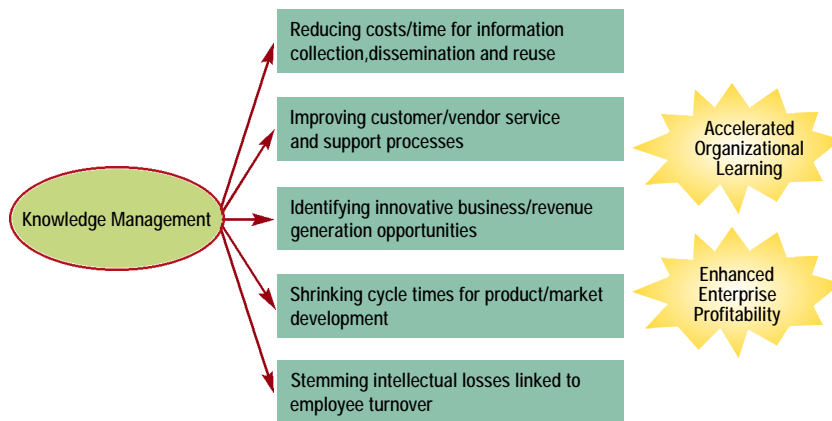 Reducing costs/time for information
collection,dissemination and reuse
Improving customer/vendor service
and support processes
Accelerated
Organizational
Learning
Knowledge Management
Identifying innovative business/revenue
generation opportunities
Enhanced
Enterprise
Profitability
Shrinking cycle times for product/market
development
Stemming intellectual losses linked to
employee turnover